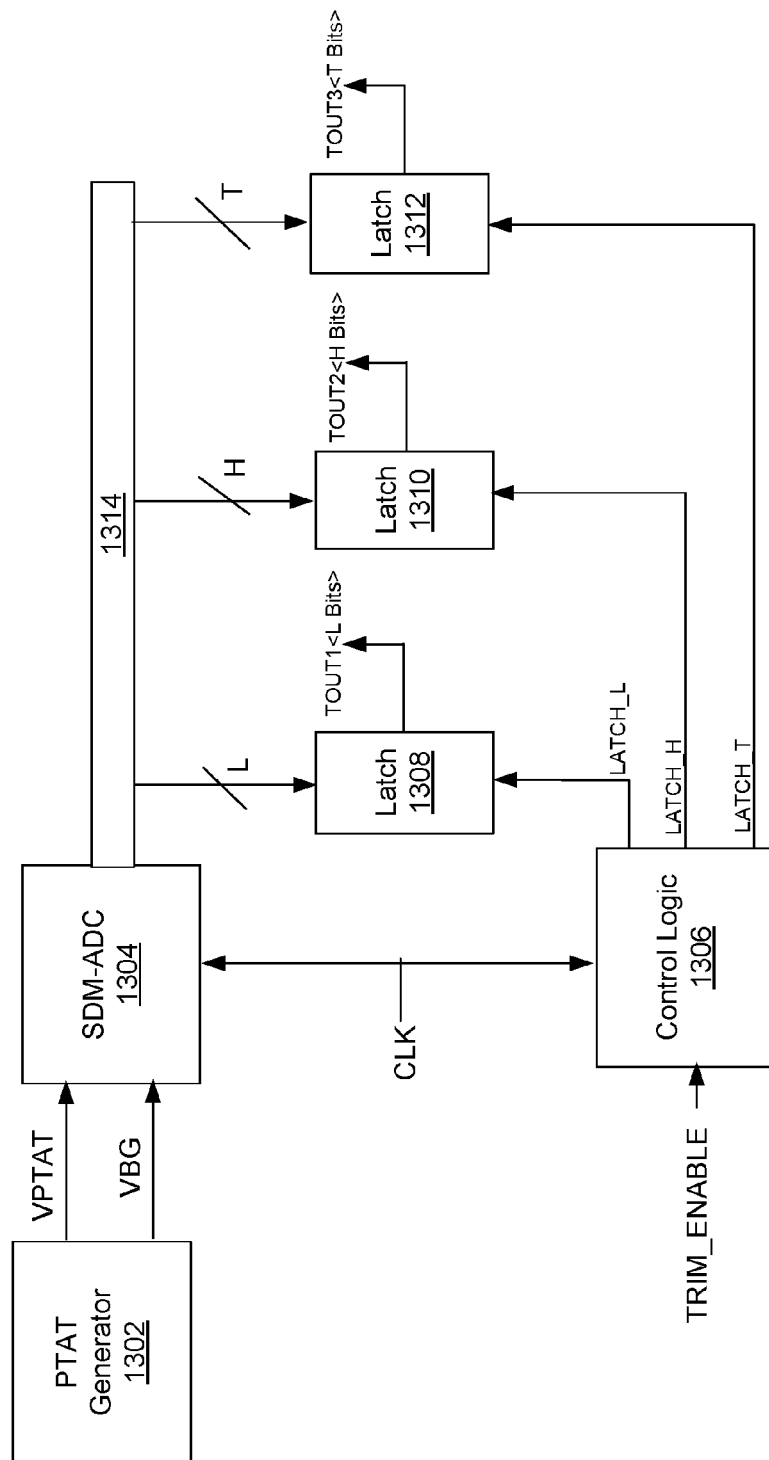 PTAT
Generator
1302
VPTAT
VBG
SDM-ADC
1304
1314
L
H
T
Latch
1308
TOUT1<L Bits>
Latch
1310
TOUT2<H Bits>
Latch
1312
TOUT3<T Bits>
CLK
TRIM_ENABLE
Control Logic
1306
LATCH_L
LATCH_H
LATCH_T